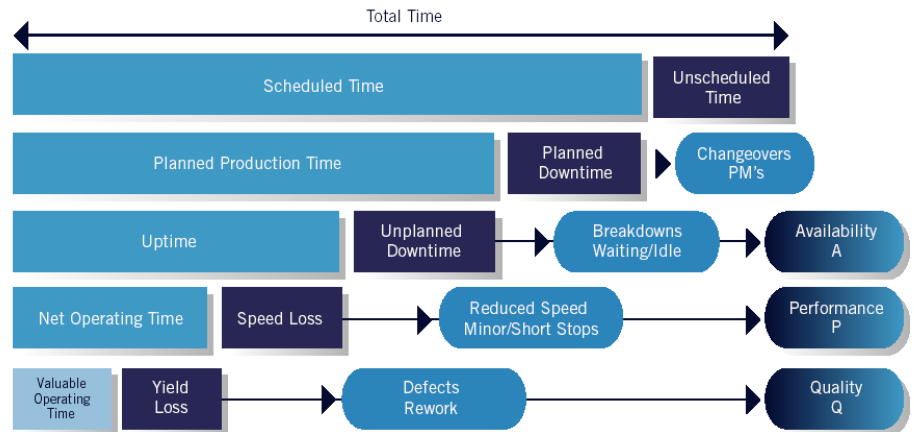 Total Time
Scheduled Time
Unscheduled
Time
Planned Production Time
Planned
Downtime
Changeovers
PM's
Uptime
Unplanned
Downtime
Breakdowns
Waiting/Idle
Availability
A
Net Operating Time
Speed Loss
Reduced Speed
Minor/Short Stops
Performance
P
Valuable
Operating
Time
Yield
Loss
Defects
Rework
Quality
Q